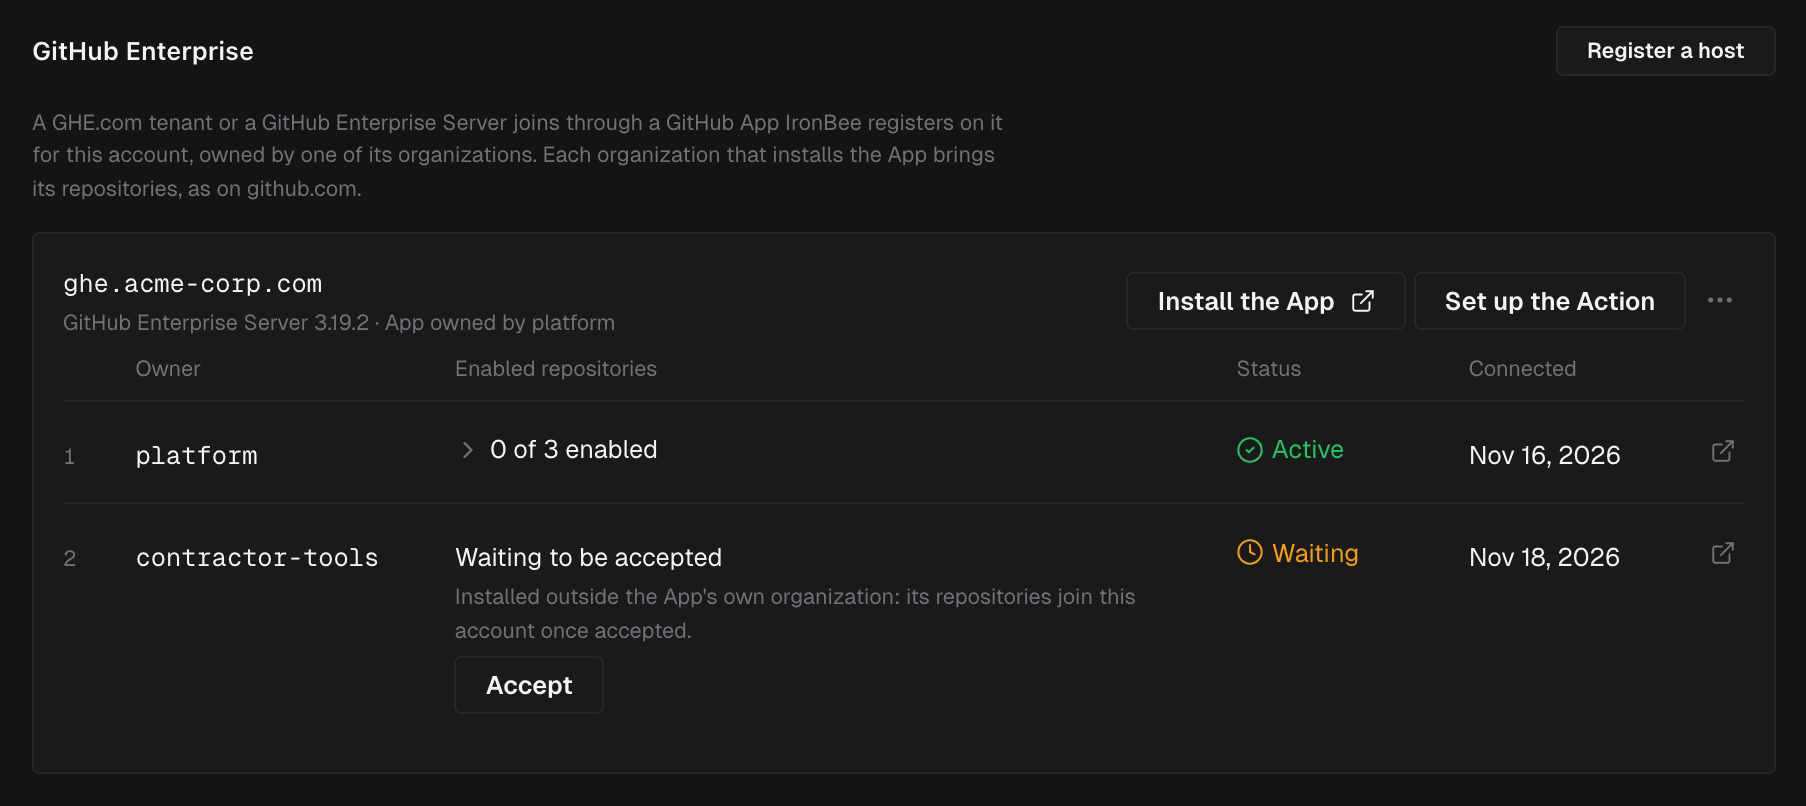 GitHub Enterprise
Register a host
A GHE.com tenant or a GitHub Enterprise Server joins through a GitHub App IronBee registers on it
for this account, owned by one of its organizations. Each organization that installs the App brings
its repositories, as on github.com.
ghe.acme-corp.com
Install the App
Set up the Action
GitHub Enterprise Server 3.19.2 · App owned by platform
Owner
Enabled repositories
Status
Connected
1
platform
0 of 3 enabled
Active
Nov 16, 2026
2
contractor-tools
Waiting to be accepted
Waiting
Nov 18, 2026
Installed outside the App's own organization: its repositories join this
account once accepted.
Accept